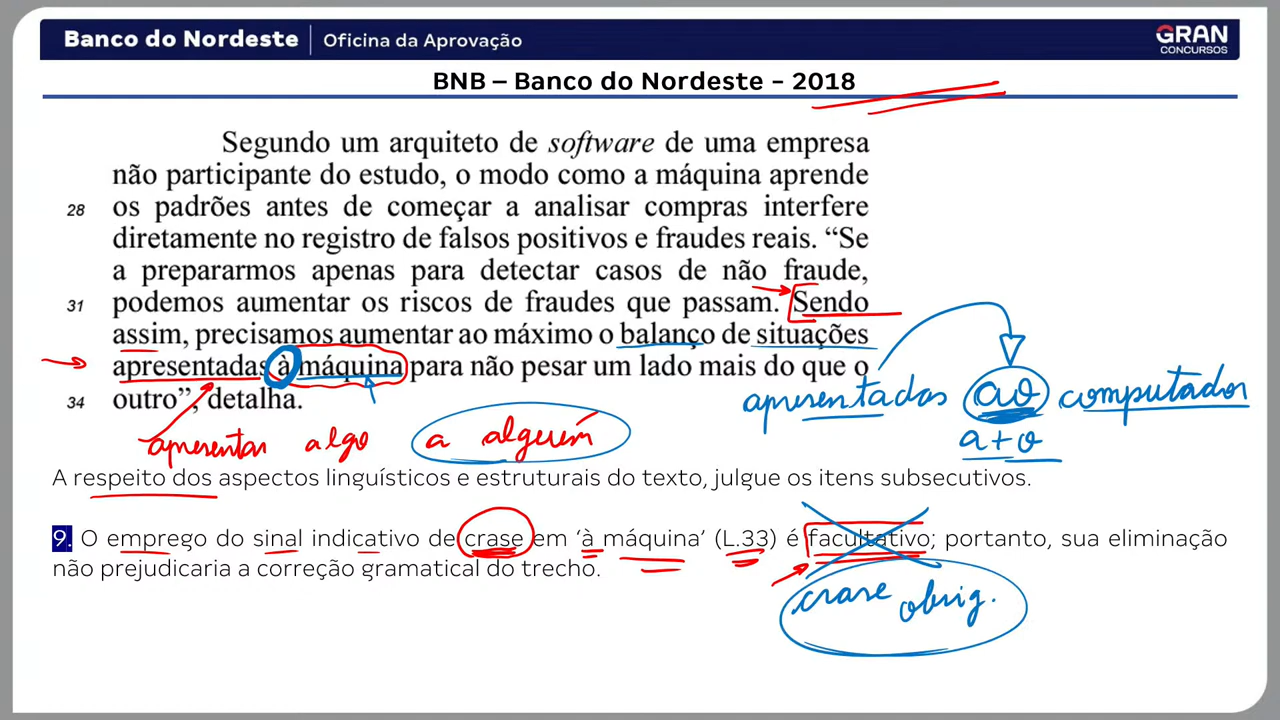 Banco do Nordeste | Oficina da Aprovação
GRAN
CONCURSOS
BNB – Banco do Nordeste - 2018
Segundo um arquiteto de software de uma empresa
não participante do estudo, o modo como a máquina aprende
28 os padrões antes de começar a analisar compras interfere
diretamente no registro de falsos positivos e fraudes reais. “Se
a prepararmos apenas para detectar casos de não fraude,
31 podemos aumentar os riscos de fraudes que passam. Sendo
assim, precisamos aumentar ao máximo o balanço de situações
apresentadas à máquina para não pesar um lado mais do que o
34 outro”, detalha.
apresentados ao computador
a + o
apresentar algo a alguém
A respeito dos aspectos linguísticos e estruturais do texto, julgue os itens subsecutivos.
9. O emprego do sinal indicativo de crase em ‘à máquina’ (L.33) é facultativo; portanto, sua eliminação
não prejudicaria a correção gramatical do trecho.
crase obrig.